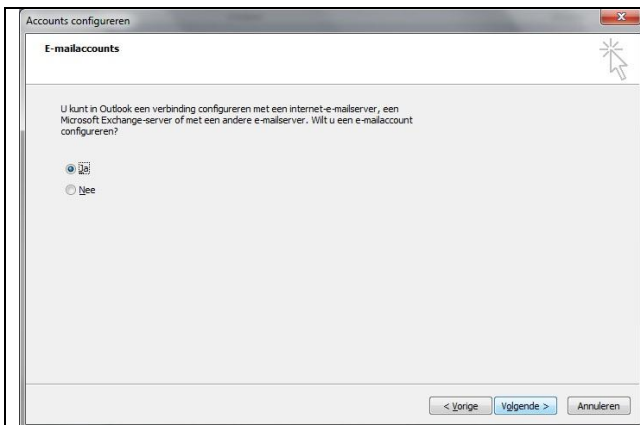 Accounts configureren
E-mailaccounts
U kunt in Outlook een verbinding configureren met een internet-e-mailserver, een
Microsoft Exchange-server of met een andere e-mailserver. Wilt u een e-mailaccount
configureren?
Ja
Nee
< Vorige Volgende > Annuleren